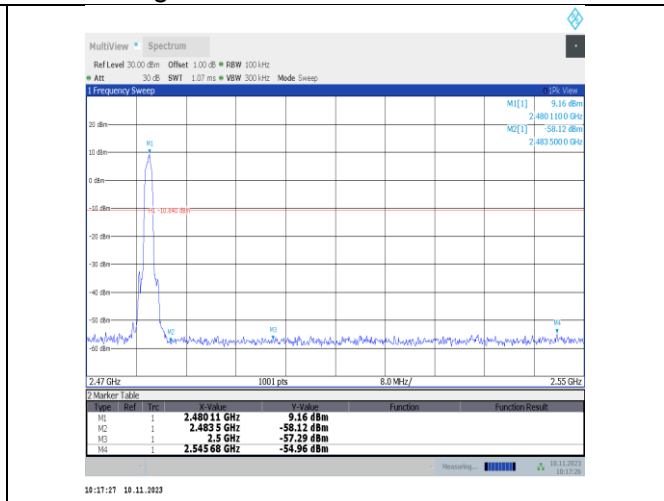 MultiView Spectrum
Ref Level 30.00 dBm Offset 1.00 dB RBW 100 kHz
Att 30 dB SWT 1.07 ms VBW 300 kHz Mode Sweep
1 Frequency Sweep 1Pk View
M1[1] 9.16 dBm
2.4801100 GHz
M2[1] -58.12 dBm
2.4835000 GHz
20 dBm
M1
10 dBm
0 dBm
-10 dBm
H1 -10.840 dBm
-20 dBm
-30 dBm
-40 dBm
-50 dBm
M2 M3 M4
-60 dBm
2.47 GHz 1001 pts 8.0 MHz/ 2.55 GHz
2 Marker Table
Type Ref Trc X-Value Y-Value Function Function Result
M1 1 2.480 11 GHz 9.16 dBm
M2 1 2.483 5 GHz -58.12 dBm
M3 1 2.5 GHz -57.29 dBm
M4 1 2.545 68 GHz -54.96 dBm
Measuring... 10.11.2023
10:17:26
10:17:27 10.11.2023